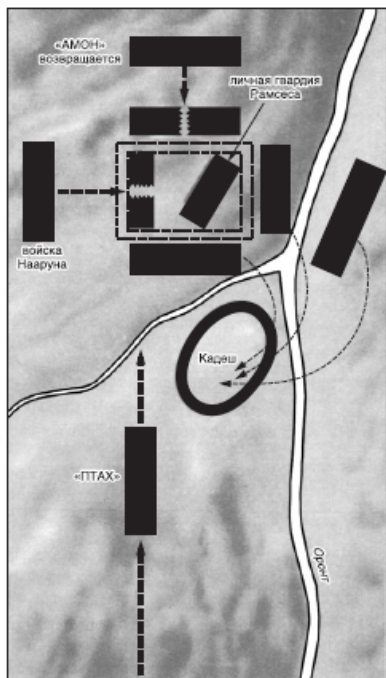 «АМОН»
возвращается
личная гвардия
Рамсеса
войска
Нааруна
Кадеш
«ПТАХ»
Оронт